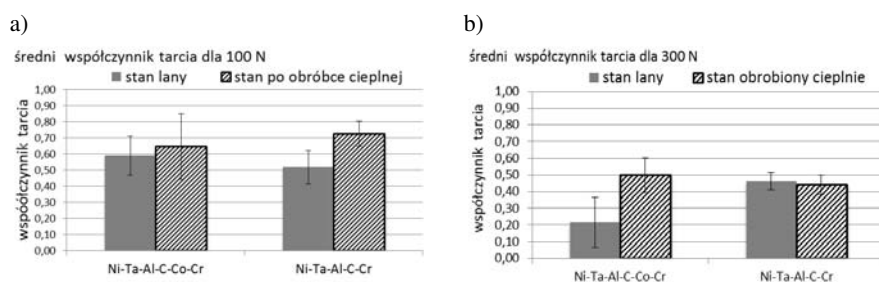 a)
średni współczynnik tarcia dla 100 N
stan lany
stan po obróbce cieplnej
współczynnik tarcia
1,00
0,90
0,80
0,70
0,60
0,50
0,40
0,30
0,20
0,10
0,00
Ni-Ta-Al-C-Co-Cr
Ni-Ta-Al-C-Cr
b)
średni współczynnik tarcia dla 300 N
stan lany
stan obrobiony cieplnie
współczynnik tarcia
1,00
0,90
0,80
0,70
0,60
0,50
0,40
0,30
0,20
0,10
0,00
Ni-Ta-Al-C-Co-Cr
Ni-Ta-Al-C-Cr